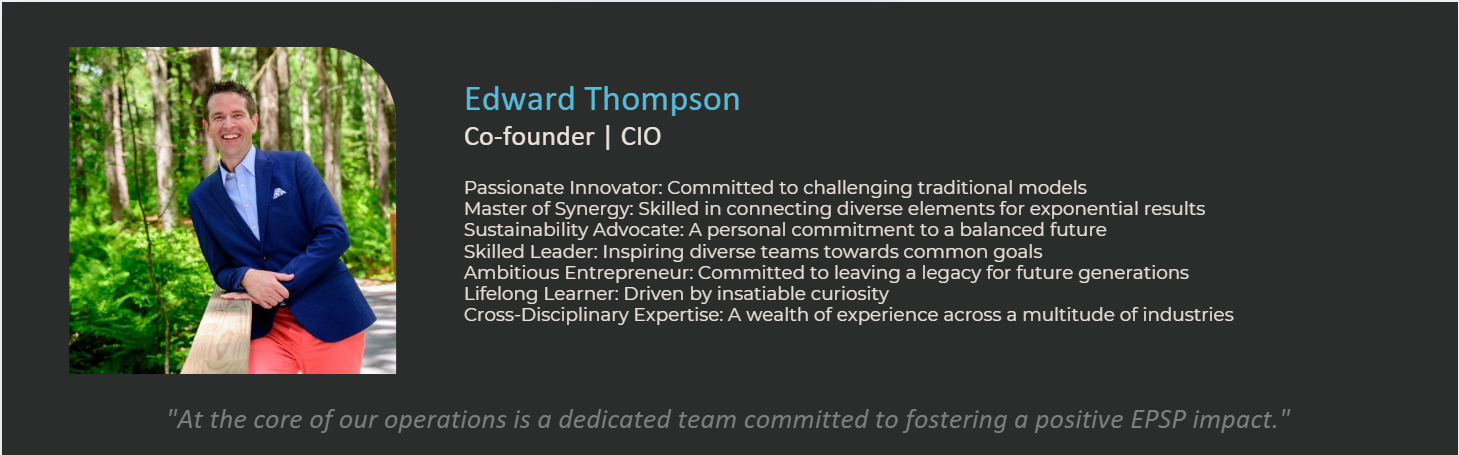 Edward Thompson
Co-founder | CIO
Passionate Innovator: Committed to challenging traditional models
Master of Synergy: Skilled in connecting diverse elements for exponential results
Sustainability Advocate: A personal commitment to a balanced future
Skilled Leader: Inspiring diverse teams towards common goals
Ambitious Entrepreneur: Committed to leaving a legacy for future generations
Lifelong Learner: Driven by insatiable curiosity
Cross-Disciplinary Expertise: A wealth of experience across a multitude of industries
"At the core of our operations is a dedicated team committed to fostering a positive EPSP impact."